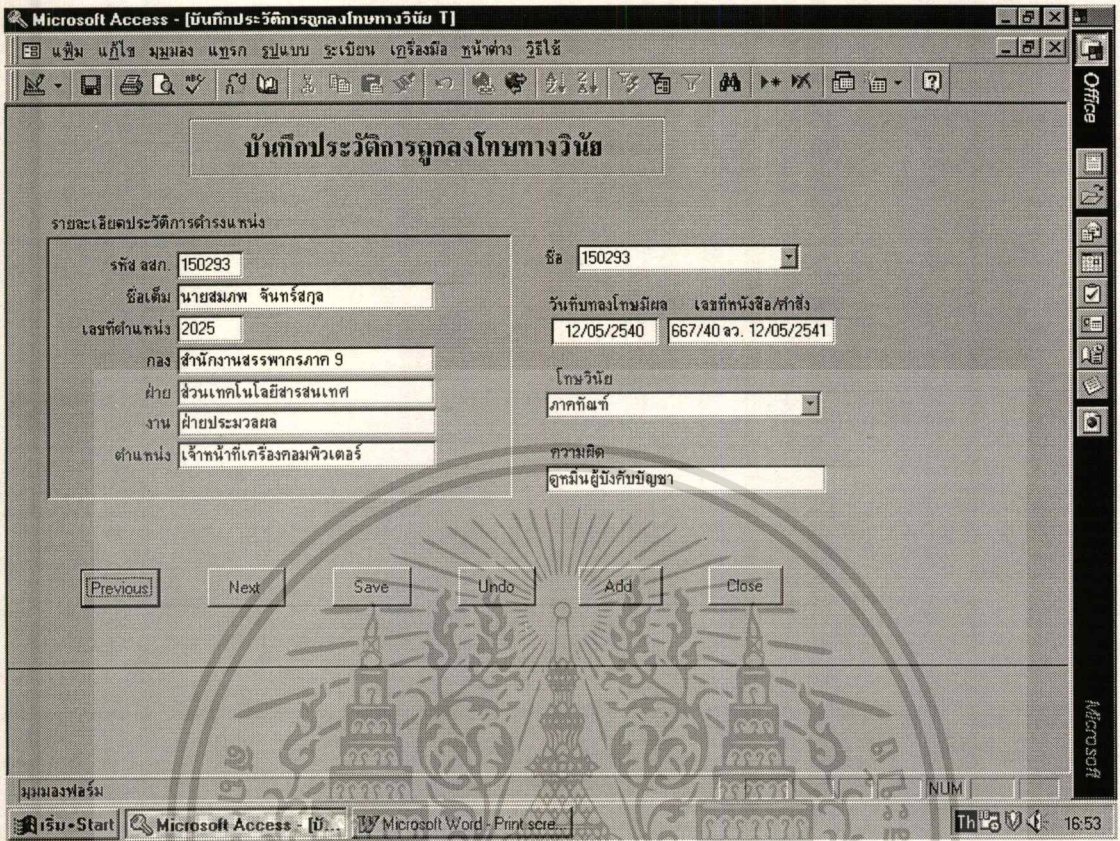 Microsoft Access - [บันทึกประวัติการถูกลงโทษทางวินัย T]
แฟ้ม แก้ไข มุมมอง แทรก รูปแบบ ระเบียน เครื่องมือ หน้าต่าง วิธีใช้
บันทึกประวัติการถูกลงโทษทางวินัย
รายละเอียดประวัติการดำรงแหน่ง
รหัส ลสก. 150293
ชื่อเต็ม นายสมภพ จันทร์สกุล
เลขที่ตำแหน่ง 2025
กอง สำนักงานสรรพากรภาค 9
ฝ่าย ส่วนเทคโนโลยีสารสนเทศ
งาน ฝ่ายประมวลผล
ตำแหน่ง เจ้าหน้าที่เครื่องคอมพิวเตอร์
ชื่อ 150293
วันที่บทลงโทษมีผล เลขที่หนังสือ/คำสั่ง
12/05/2540 667/40 ลว. 12/05/2541
โทษวินัย
ภาคทัณฑ์
ความผิด
ดูหมิ่นผู้บังคับบัญชา
Previous Next Save Undo Add Close
มุมมองฟอร์ม NUM
เริ่ม•Start Microsoft Access - [บั... Microsoft Word - Print scre... Th 16:53
Office
Microsoft